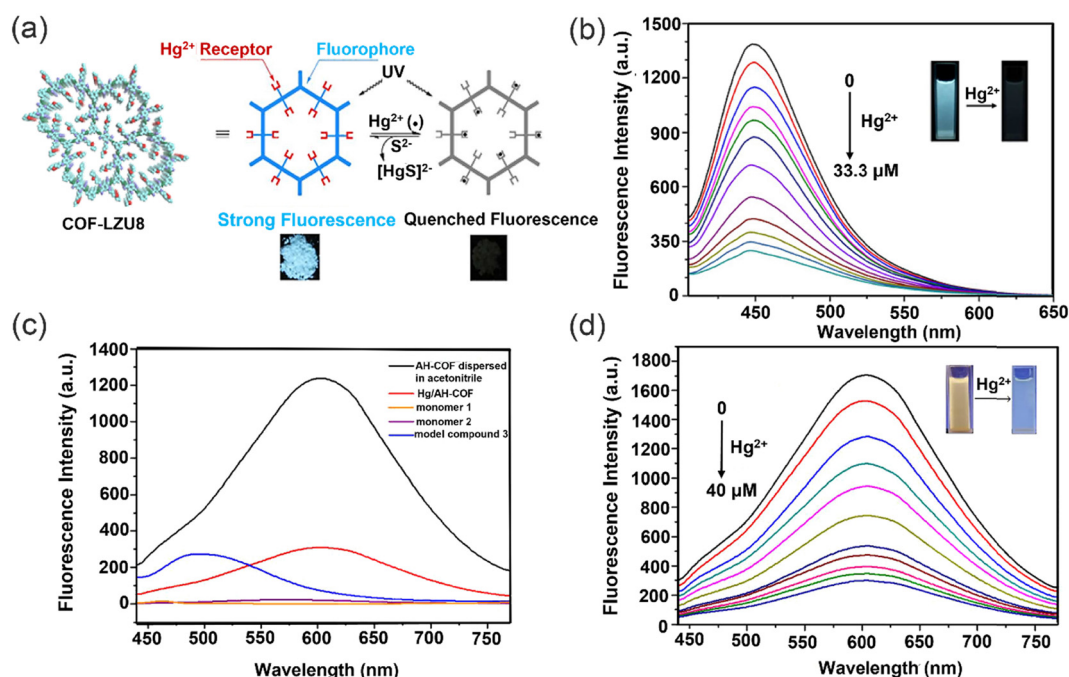 (a)
Hg²⁺ Receptor
Fluorophore
UV
Hg²⁺ (•)
S²⁻
[HgS]²⁻
COF-LZU8
Strong Fluorescence
Quenched Fluorescence
(b)
Fluorescence Intensity (a.u.)
1500
1300
900
600
350
0
0
Hg²⁺
33.3 μM
Hg²⁺
450 500 550 600 650
Wavelength (nm)
(c)
Fluorescence Intensity (a.u.)
1400
1200
1000
800
600
400
200
0
AH-COF dispersed
in acetonitrile
Hg/AH-COF
monomer 1
monomer 2
model compound 3
450 500 550 600 650 700 750
Wavelength (nm)
(d)
Fluorescence Intensity (a.u.)
1800
1600
1400
1200
1000
800
600
400
200
0
0
Hg²⁺
40 μM
Hg²⁺
450 500 550 600 650 700 750
Wavelength (nm)